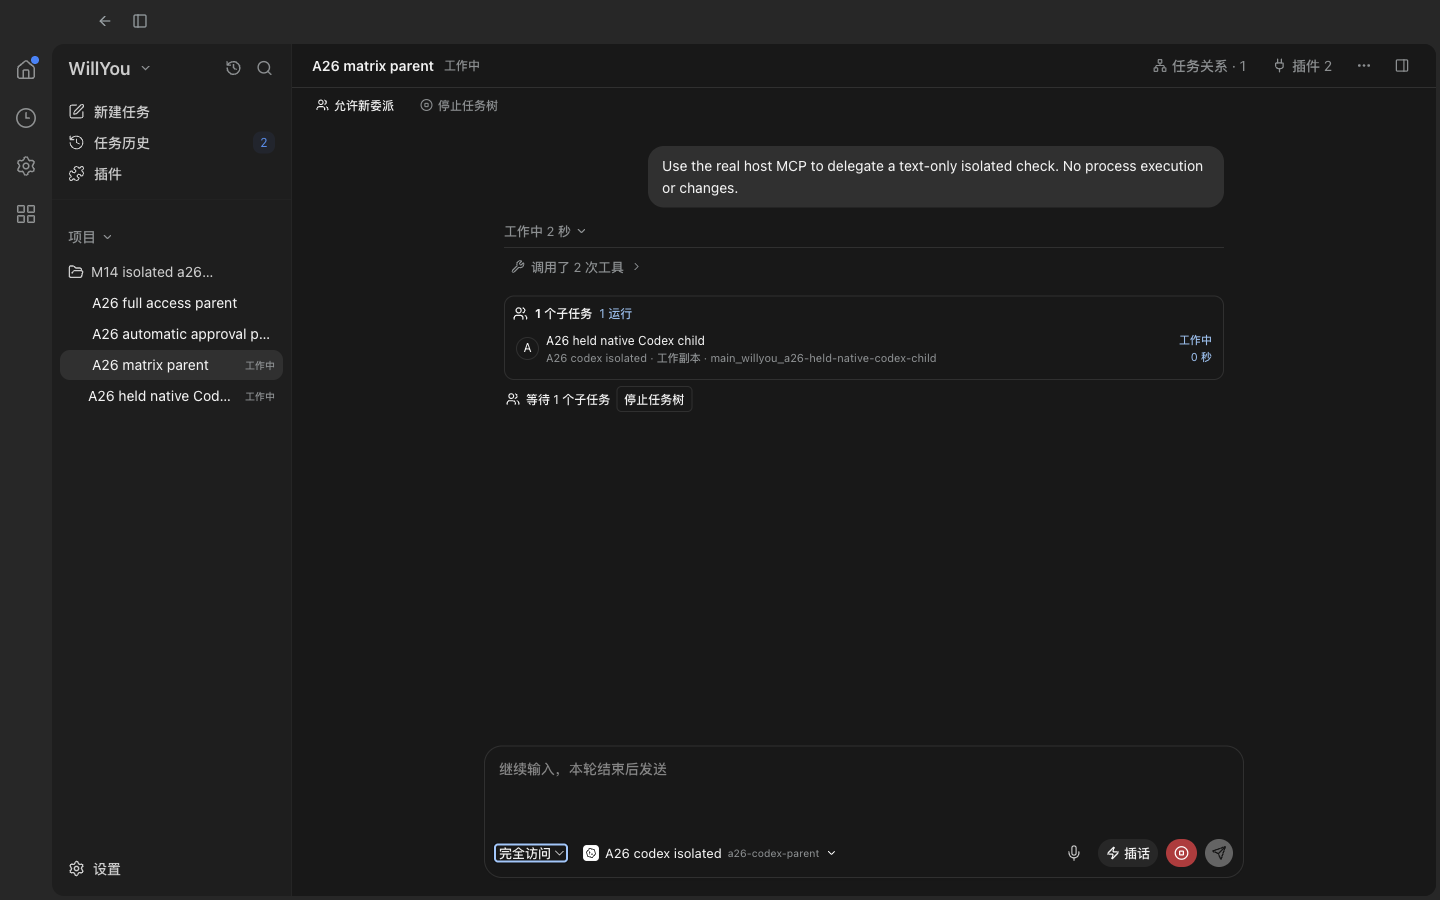 WillYou
新建任务
任务历史 2
插件
项目
M14 isolated a26...
A26 full access parent
A26 automatic approval p...
A26 matrix parent 工作中
A26 held native Cod... 工作中
设置
A26 matrix parent 工作中
任务关系 · 1 插件 2
允许新委派 停止任务树
Use the real host MCP to delegate a text-only isolated check. No process execution
or changes.
工作中 2 秒
调用了 2 次工具
1 个子任务 1 运行
A
A26 held native Codex child 工作中
A26 codex isolated · 工作副本 · main_willyou_a26-held-native-codex-child 0 秒
等待 1 个子任务 停止任务树
继续输入，本轮结束后发送
完全访问 A26 codex isolated a26-codex-parent 插话